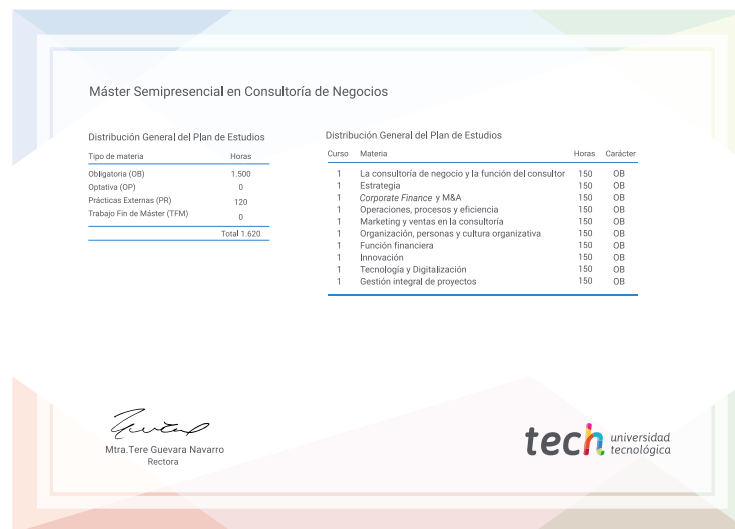 Máster Semipresencial en Consultoría de Negocios
Distribución General del Plan de Estudios
Tipo de materia Horas
Obligatoria (OB) 1.500
Optativa (OP) 0
Prácticas Externas (PR) 120
Trabajo Fin de Máster (TFM) 0
Total 1.620
Distribución General del Plan de Estudios
Curso Materia Horas Carácter
1 La consultoría de negocio y la función del consultor 150 OB
1 Estrategia 150 OB
1 Corporate Finance y M&A 150 OB
1 Operaciones, procesos y eficiencia 150 OB
1 Marketing y ventas en la consultoría 150 OB
1 Organización, personas y cultura organizativa 150 OB
1 Función financiera 150 OB
1 Innovación 150 OB
1 Tecnología y Digitalización 150 OB
1 Gestión integral de proyectos 150 OB
Mtra.Tere Guevara Navarro
Rectora
tech universidad
tecnológica